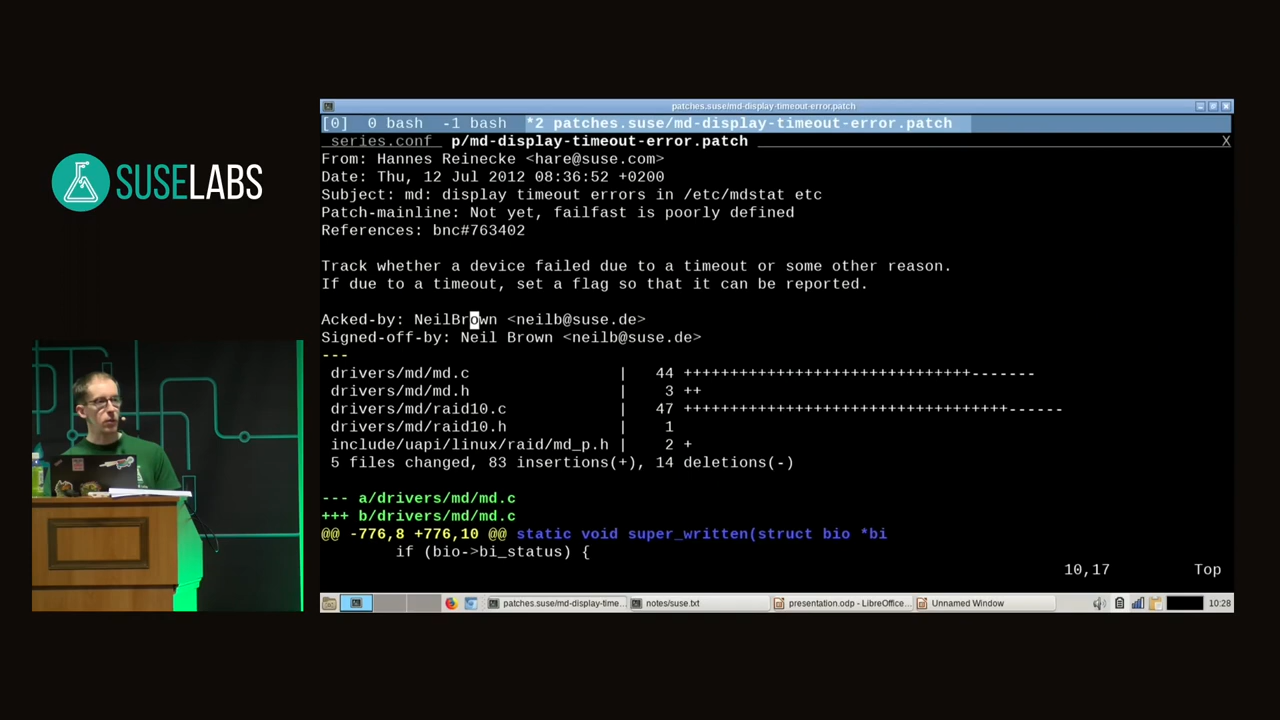 SUSELABS
patches.suse/md-display-timeout-error.patch
[0] 0 bash -1 bash *2 patches.suse/md-display-timeout-error.patch
series.conf p/md-display-timeout-error.patch X
From: Hannes Reinecke <hare@suse.com>
Date: Thu, 12 Jul 2012 08:36:52 +0200
Subject: md: display timeout errors in /etc/mdstat etc
Patch-mainline: Not yet, failfast is poorly defined
References: bnc#763402
Track whether a device failed due to a timeout or some other reason.
If due to a timeout, set a flag so that it can be reported.
Acked-by: NeilBrown <neilb@suse.de>
Signed-off-by: Neil Brown <neilb@suse.de>
---
drivers/md/md.c | 44 +++++++++++++++++++++++++++++++-------
drivers/md/md.h | 3 ++
drivers/md/raid10.c | 47 +++++++++++++++++++++++++++++++++++------
drivers/md/raid10.h | 1
include/uapi/linux/raid/md_p.h | 2 +
5 files changed, 83 insertions(+), 14 deletions(-)
--- a/drivers/md/md.c
+++ b/drivers/md/md.c
@@ -776,8 +776,10 @@ static void super_written(struct bio *bi
if (bio->bi_status) {
10,17 Top
patches.suse/md-display-time... notes/suse.txt presentation.odp - LibreOffice... Unnamed Window 10:28